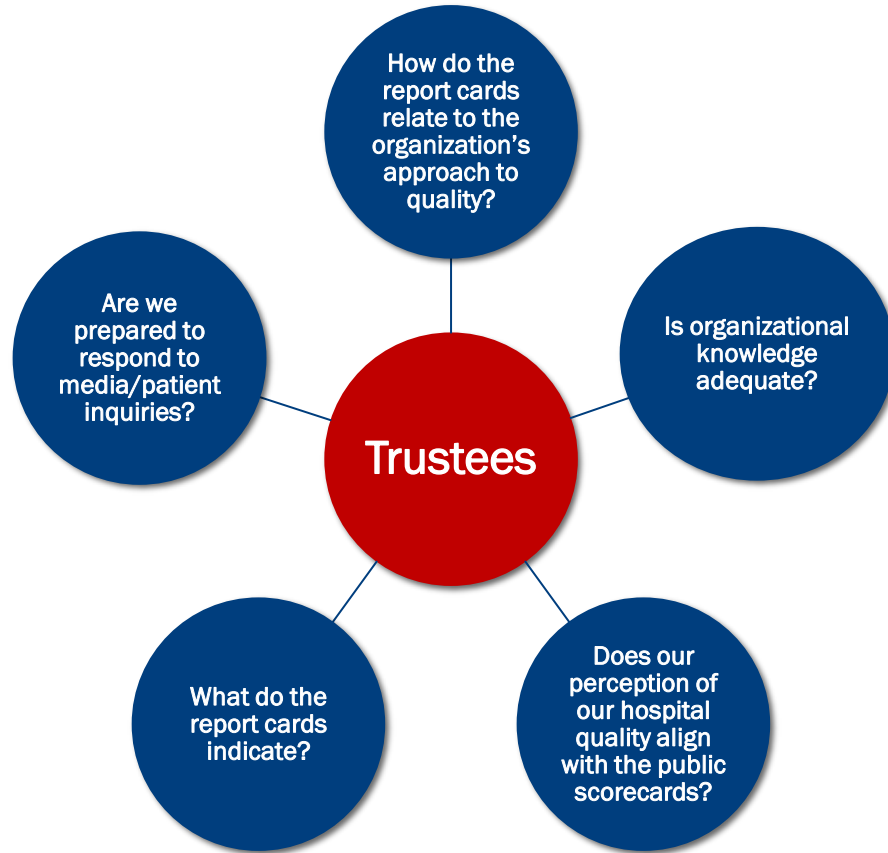 How do the
report cards
relate to the
organization’s
approach to
quality?
Are we
prepared to
respond to
media/patient
inquiries?
Is organizational
knowledge
adequate?
Trustees
What do the
report cards
indicate?
Does our
perception of
our hospital
quality align
with the public
scorecards?